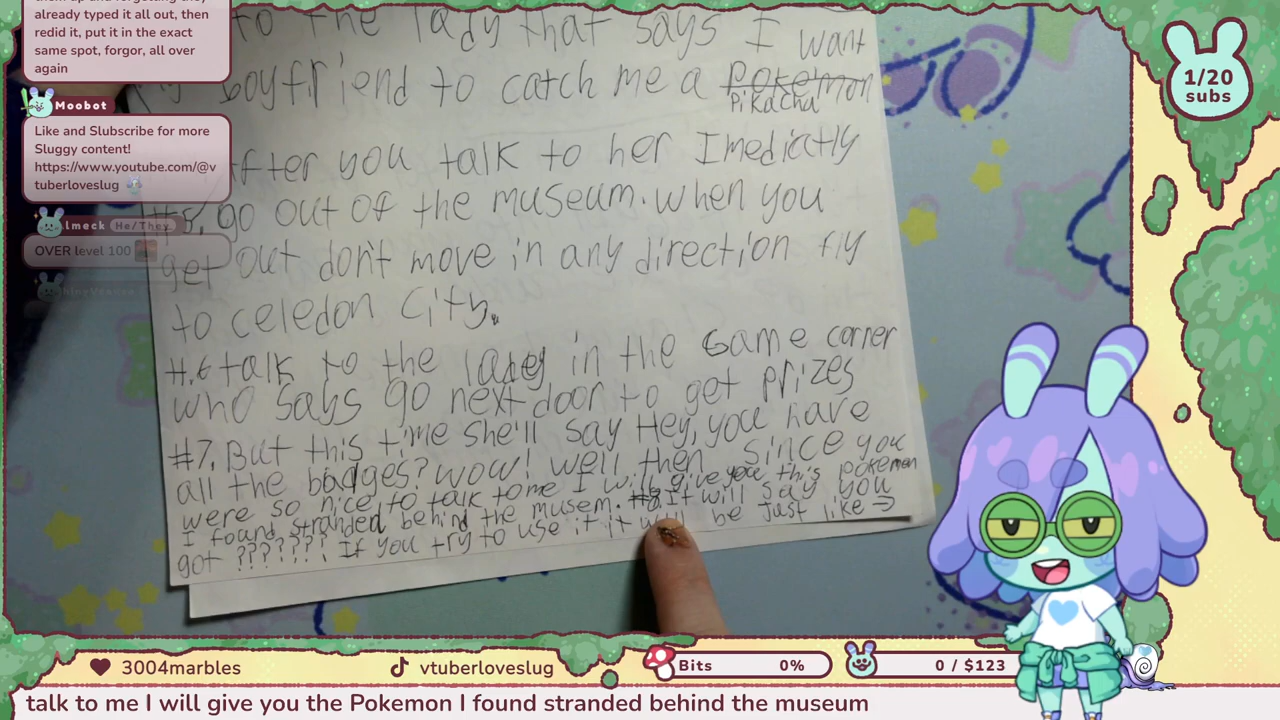 them up and forgetting they
already typed it all out, then
redid it, put it in the exact
same spot, forgor, all over
again
Moobot
Like and Slubscribe for more
Sluggy content!
https://www.youtube.com/@v
tuberloveslug
lmeck He/They
OVER level 100
to the lady that says I want
boyfriend to catch me a Pokemon
Pikachu
After you talk to her Imedictly
#5, go out of the museum. When you
get out don't move in any direction fly
to celedon City.
#.6 talk to the lady in the Game corner
who says go next door to get prizes
#7. But this time she'll say Hey, you have
all the badges? Wow! well then since you
were so nice to talk to me I will give you this pokemon
I found stranded behind the musem. #8 It will say you
got ??????? If you try to use it it will be just like →
1/20
subs
3004marbles
vtuberloveslug
Bits 0%
0 / $123
talk to me I will give you the Pokemon I found stranded behind the museum